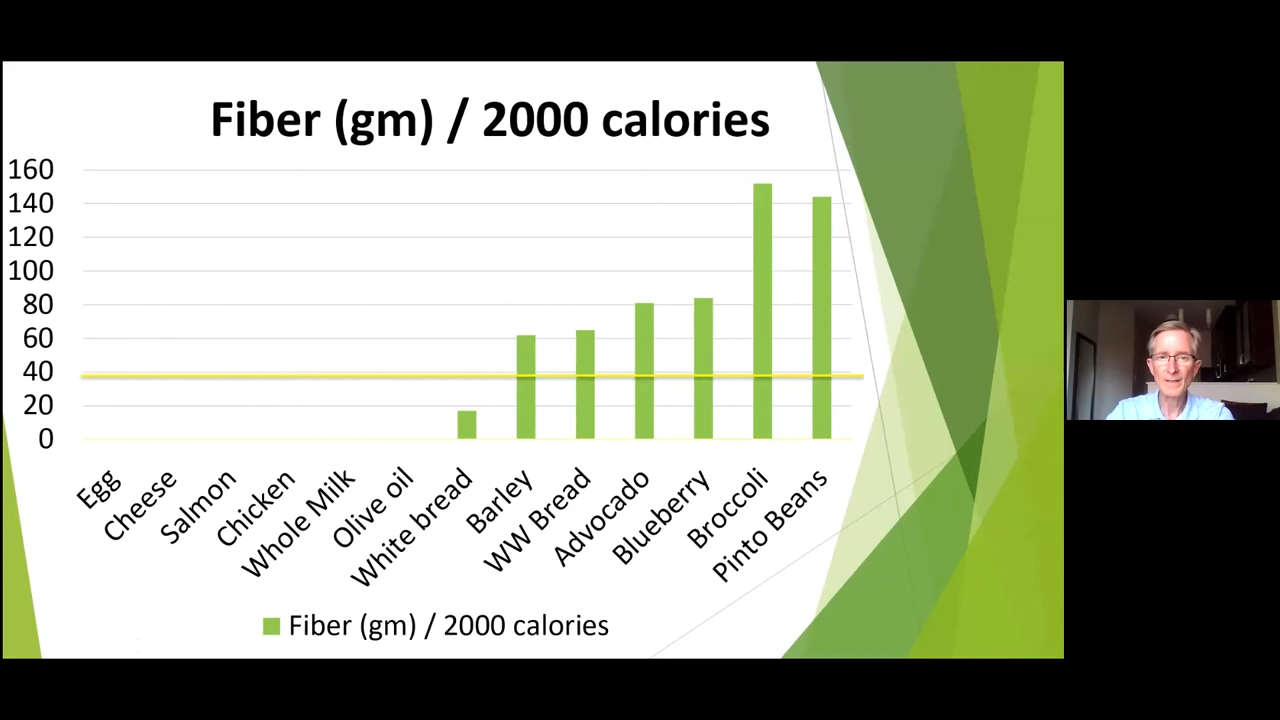 Fiber (gm) / 2000 calories
160
140
120
100
80
60
40
20
0
Egg
Cheese
Salmon
Chicken
Whole Milk
Olive oil
White bread
Barley
WW Bread
Advocado
Blueberry
Broccoli
Pinto Beans
Fiber (gm) / 2000 calories